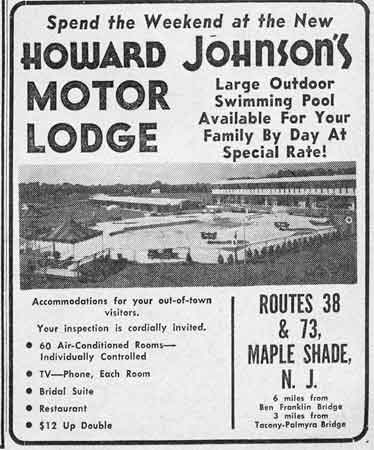 Spend the Weekend at the New
HOWARD JOHNSON'S
MOTOR
LODGE
Large Outdoor
Swimming Pool
Available For Your
Family By Day At
Special Rate!
Accommodations for your out-of-town
visitors.
Your inspection is cordially invited.
● 60 Air-Conditioned Rooms—
Individually Controlled
● TV—Phone, Each Room
● Bridal Suite
● Restaurant
● $12 Up Double
ROUTES 38
& 73,
MAPLE SHADE,
N. J.
6 miles from
Ben Franklin Bridge
3 miles from
Tacony-Palmyra Bridge